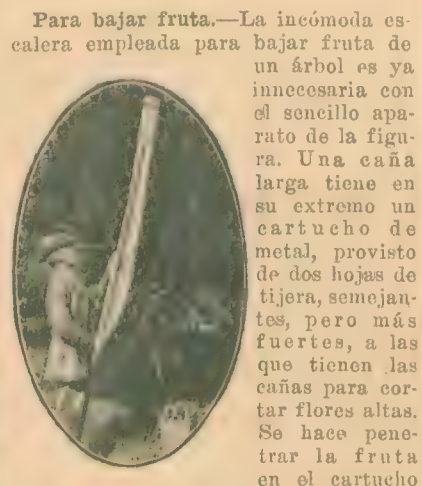 Para bajar fruta.—La incómoda es-
calera empleada para bajar fruta de
un árbol es ya
innecesaria con
el sencillo apa-
rato de la figu-
ra. Una caña
larga tiene en
su extremo un
cartucho de
metal, provisto
de dos hojas de
tijera, semejan-
tes, pero más
fuertes, a las
que tienen las
cañas para cor-
tar flores altas.
Se hace pene-
trar la fruta
en el cartucho